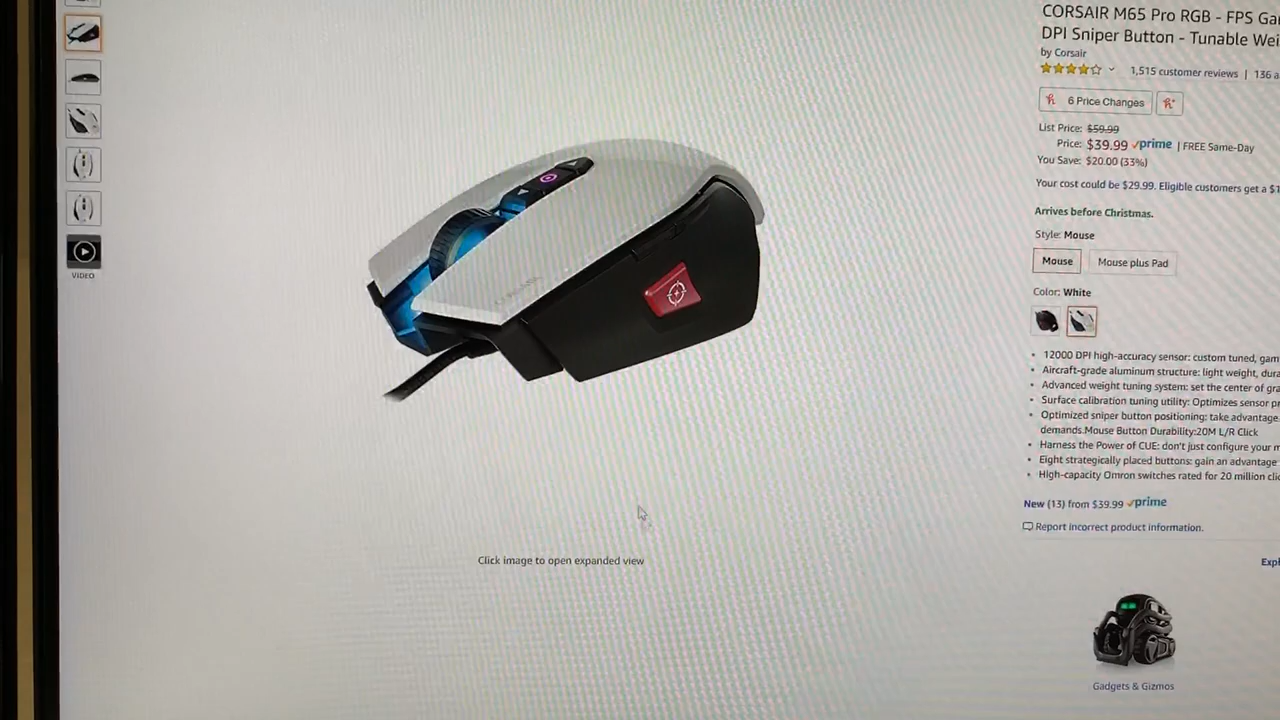 CORSAIR M65 Pro RGB - FPS Ga
DPI Sniper Button - Tunable Wei
by Corsair
1,515 customer reviews | 136 a
6 Price Changes
List Price: $59.99
Price: $39.99 prime | FREE Same-Day
You Save: $20.00 (33%)
Your cost could be $29.99. Eligible customers get a $1
Arrives before Christmas.
Style: Mouse
Mouse Mouse plus Pad
Color: White
12000 DPI high-accuracy sensor: custom tuned, gam
Aircraft-grade aluminum structure: light weight, dura
Advanced weight tuning system: set the center of gra
Surface calibration tuning utility: Optimizes sensor pr
Optimized sniper button positioning: take advantage
demands.Mouse Button Durability:20M L/R Click
Harness the Power of CUE: don't just configure your m
Eight strategically placed buttons: gain an advantage
High-capacity Omron switches rated for 20 million clic
New (13) from $39.99 prime
Report incorrect product information.
Expl
Gadgets & Gizmos
VIDEO
Click image to open expanded view